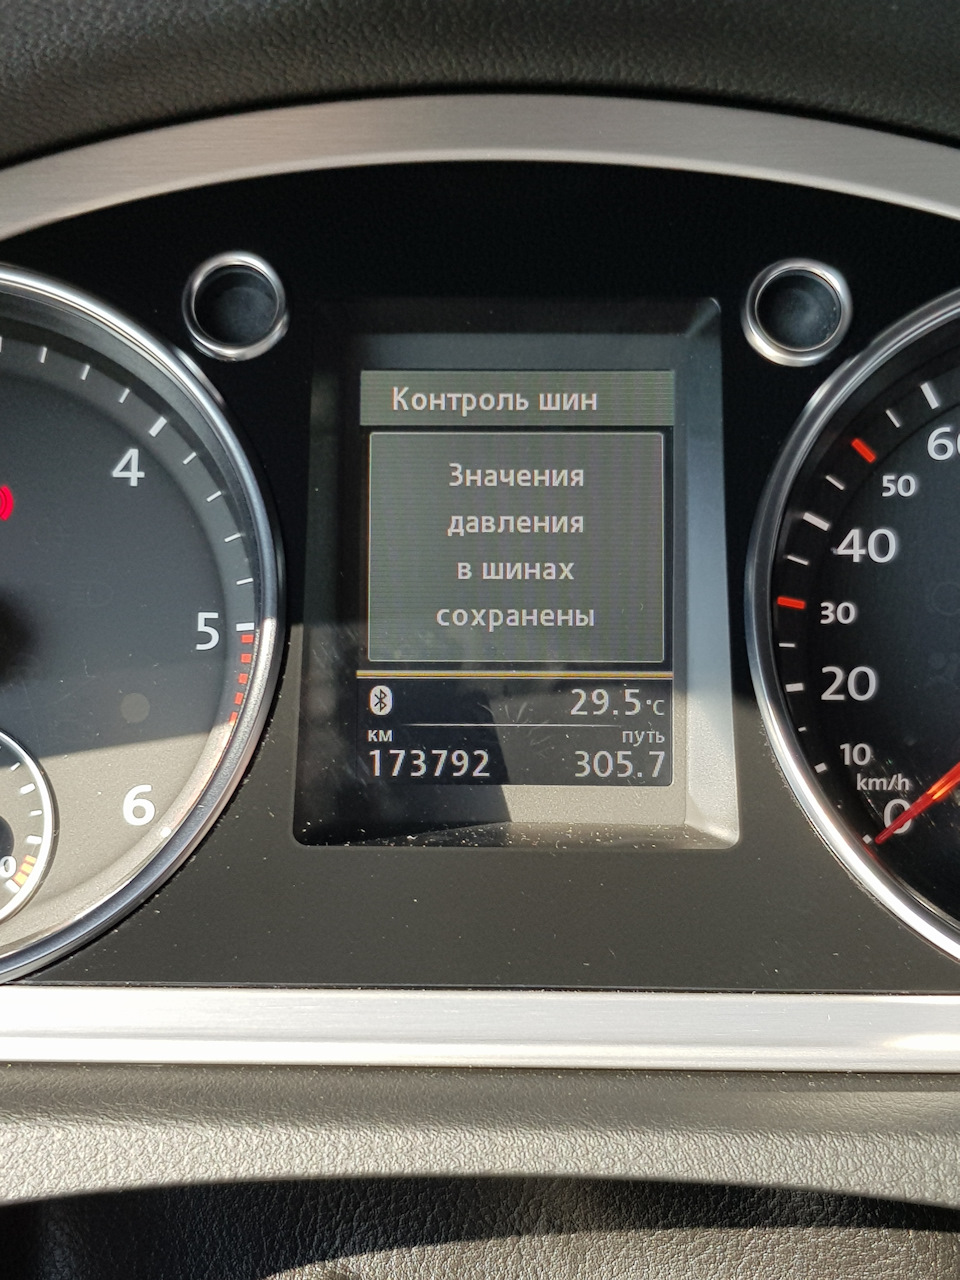 Контроль шин
Значения
давления
в шинах
сохранены
29.5°C
км путь
173792 305.7
4
5
6
0
60
50
40
30
20
10
km/h
0